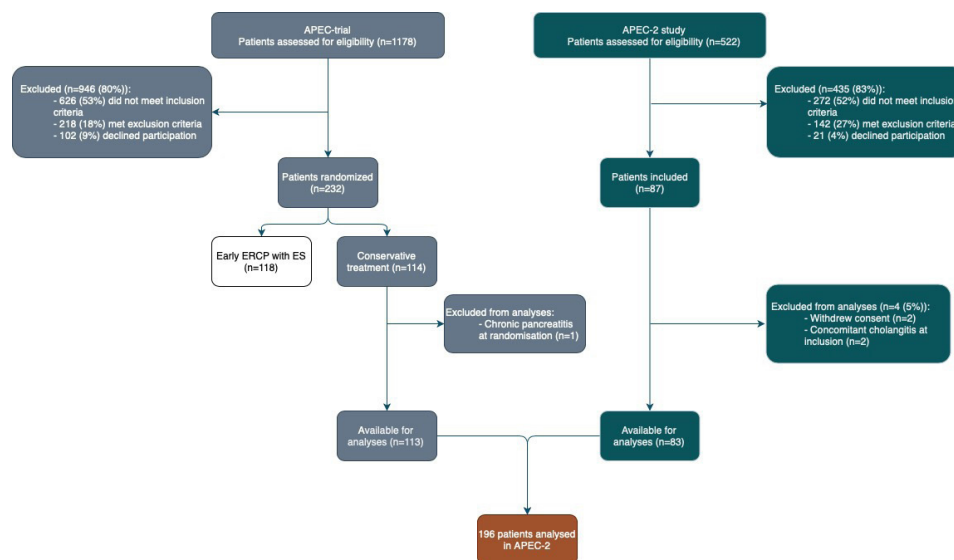 APEC-trial
Patients assessed for eligibility (n=1178)
APEC-2 study
Patients assessed for eligibility (n=522)
Excluded (n=946 (80%)):
- 626 (53%) did not meet inclusion
criteria
- 218 (18%) met exclusion criteria
- 102 (9%) declined participation
Excluded (n=435 (83%)):
- 272 (52%) did not meet inclusion
criteria
- 142 (27%) met exclusion criteria
- 21 (4%) declined participation
Patients randomized
(n=232)
Patients included
(n=87)
Early ERCP with ES
(n=118)
Conservative
treatment (n=114)
Excluded from analyses:
- Chronic pancreatitis
at randomisation (n=1)
Excluded from analyses (n=4 (5%)):
- Withdrew consent (n=2)
- Concomitant cholangitis at
inclusion (n=2)
Available for
analyses (n=113)
Available for
analyses (n=83)
196 patients analysed
in APEC-2